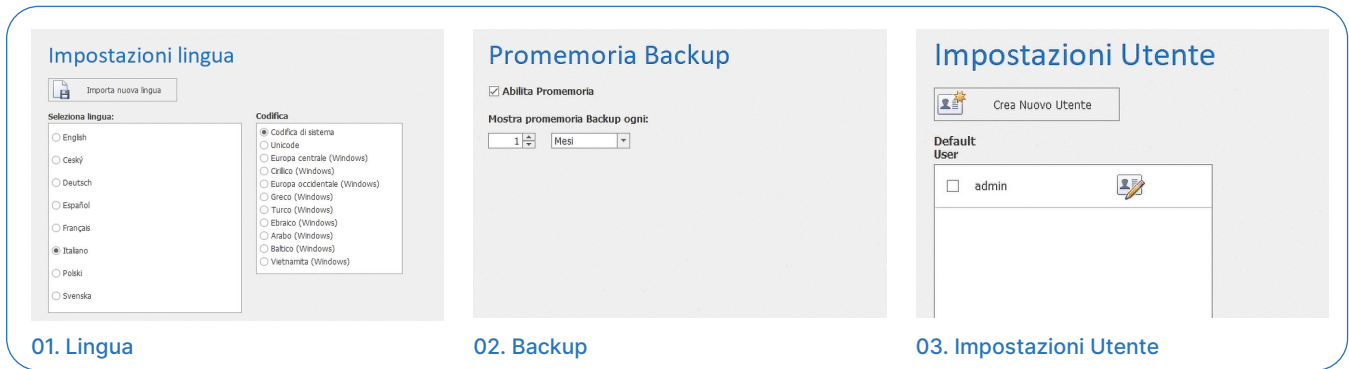 Impostazioni lingua
Importa nuova lingua
Seleziona lingua:
English
Ceský
Deutsch
Español
Français
Italiano
Polski
Svenska
Codifica
Codifica di sistema
Unicode
Europa centrale (Windows)
Cirillico (Windows)
Europa occidentale (Windows)
Greco (Windows)
Turco (Windows)
Ebraico (Windows)
Arabo (Windows)
Baltico (Windows)
Vietnamita (Windows)
01. Lingua
Promemoria Backup
Abilita Promemoria
Mostra promemoria Backup ogni:
1 Mesi
02. Backup
Impostazioni Utente
Crea Nuovo Utente
Default
User
admin
03. Impostazioni Utente